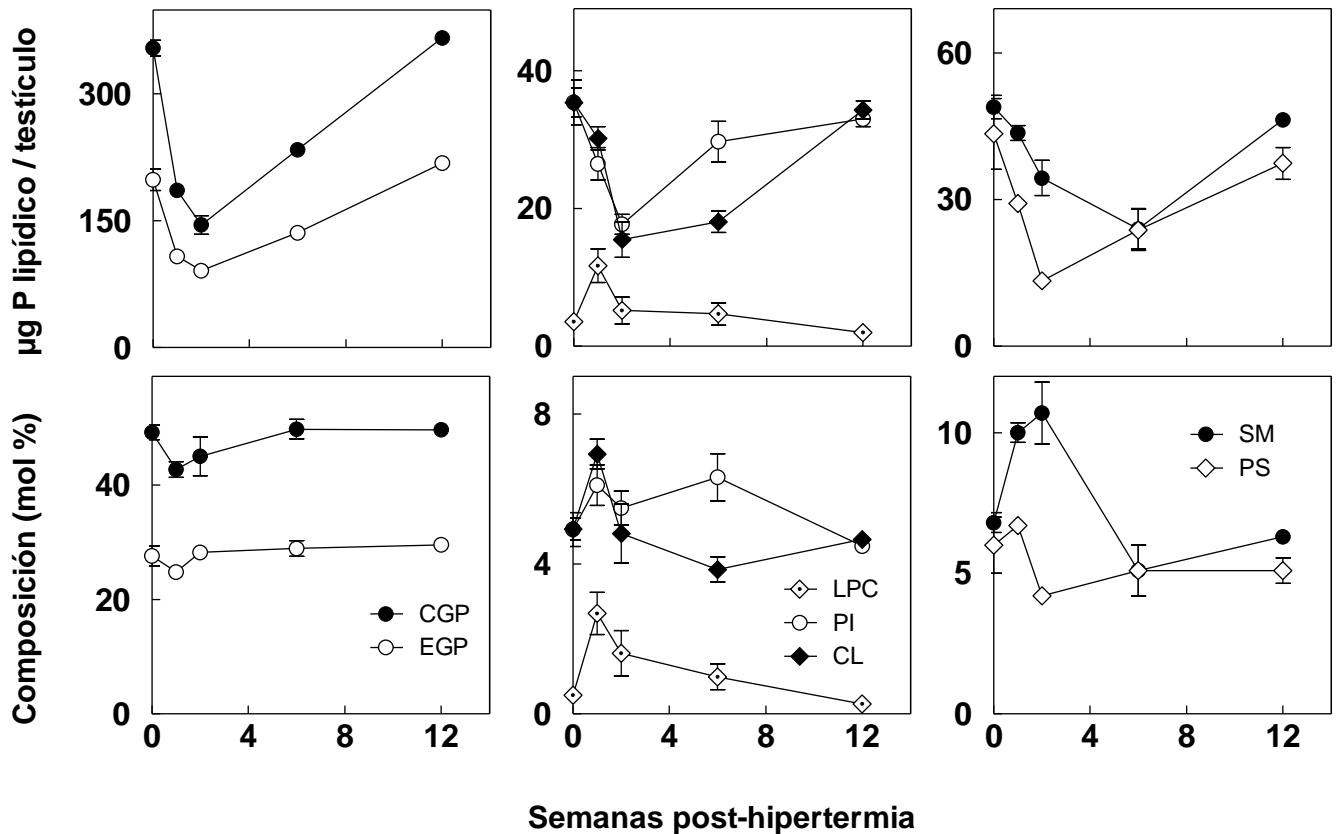 µg P lipídico / testículo
300
150
0
40
20
0
60
30
0
Composición (mol %)
40
20
0
CGP
EGP
8
4
0
LPC
PI
CL
10
5
0
SM
PS
0 4 8 12
0 4 8 12
0 4 8 12
Semanas post-hipertermia